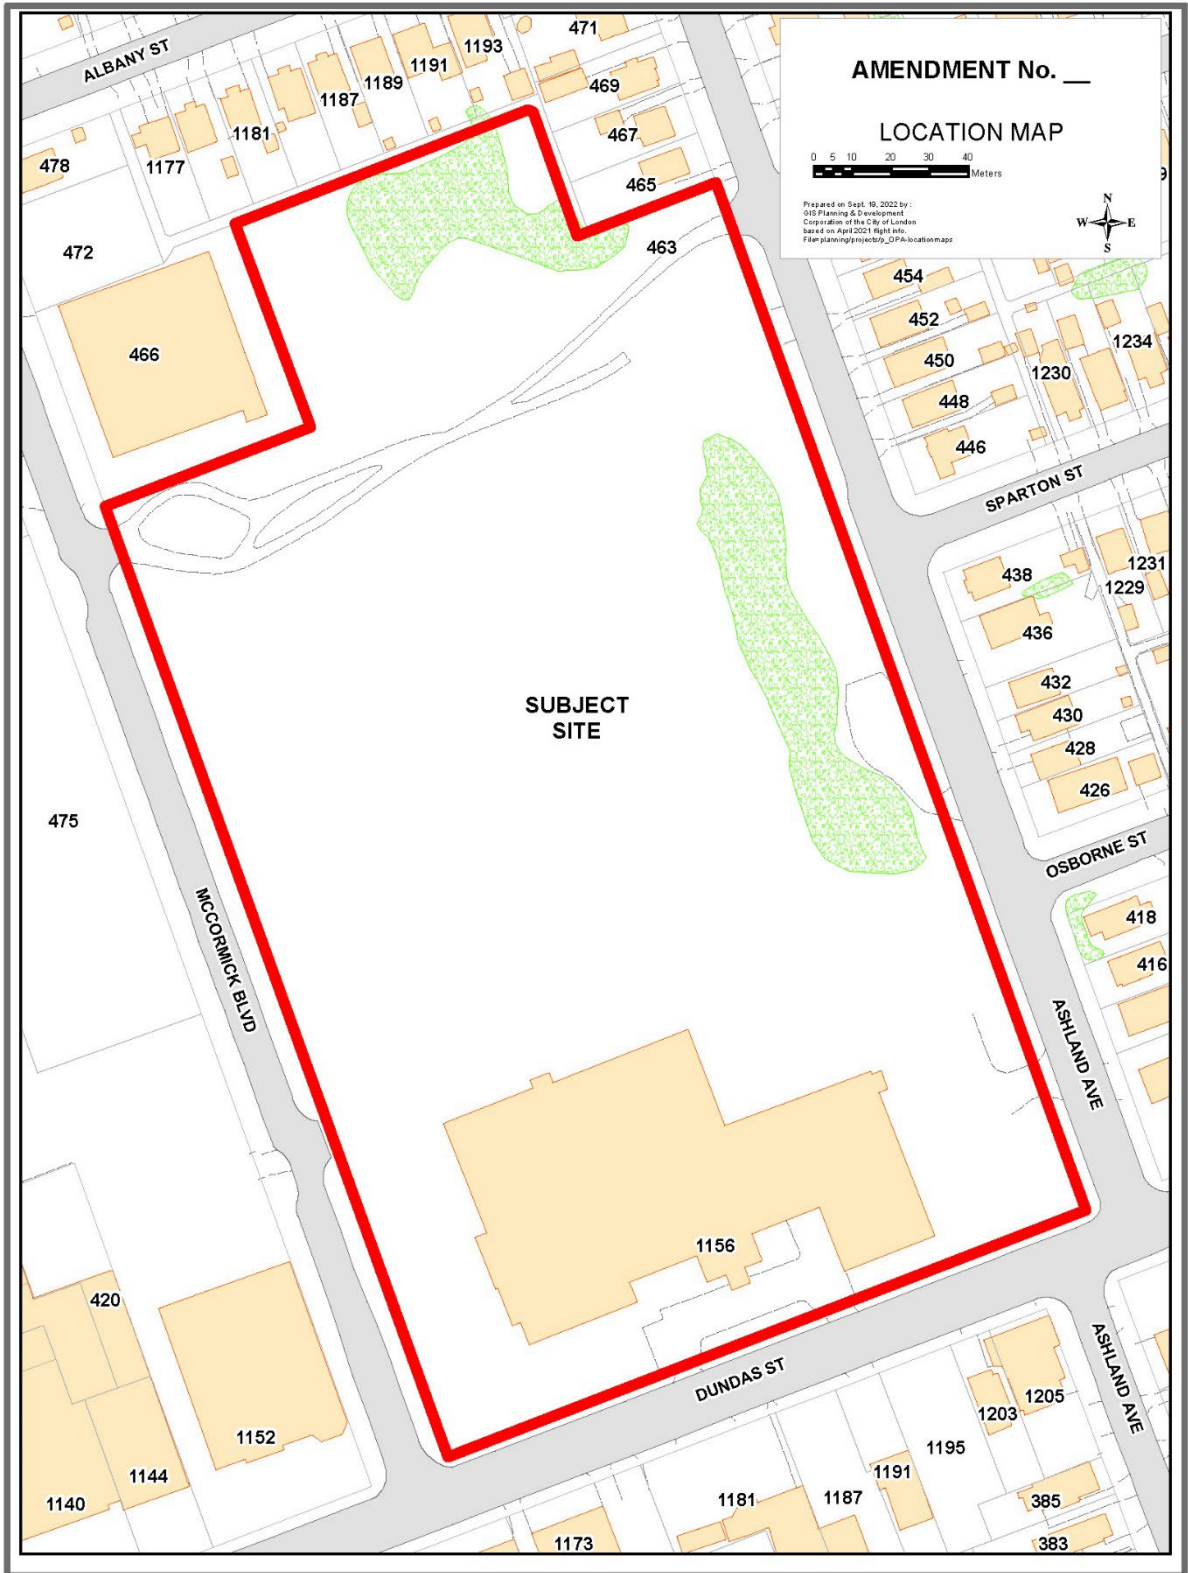 AMENDMENT No. __
LOCATION MAP
0 5 10 20 30 40
Meters
Prepared on Sept. 19, 2022 by :
GIS Planning & Development
Corporation of the City of London
based on April 2021 flight info.
N
W E
S
ALBANY ST
471
1193
1191
1189
1187
1181
1177
478
469
467
465
463
472
466
454
452
450
448
446
1234
1230
9
SPARTON ST
438
436
1231
1229
432
430
428
426
SUBJECT
SITE
475
OSBORNE ST
418
416
MCCORMICK BLVD
ASHLAND AVE
1156
420
1152
1144
1140
DUNDAS ST
ASHLAND AVE
1205
1203
1195
1191
1187
1181
1173
385
383